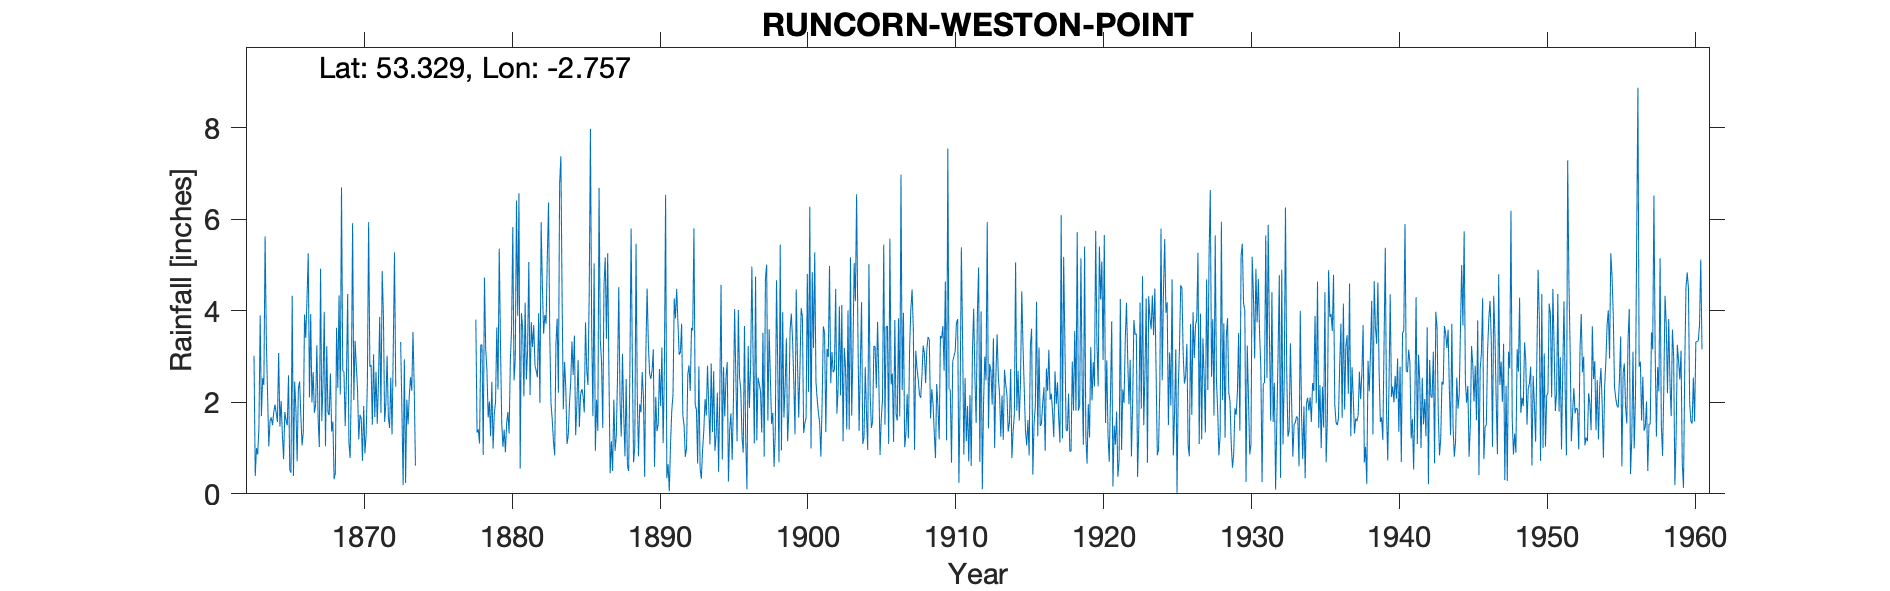 RUNCORN-WESTON-POINT
Lat: 53.329, Lon: -2.757
Rainfall [inches]
8
6
4
2
0
1870 1880 1890 1900 1910 1920 1930 1940 1950 1960
Year